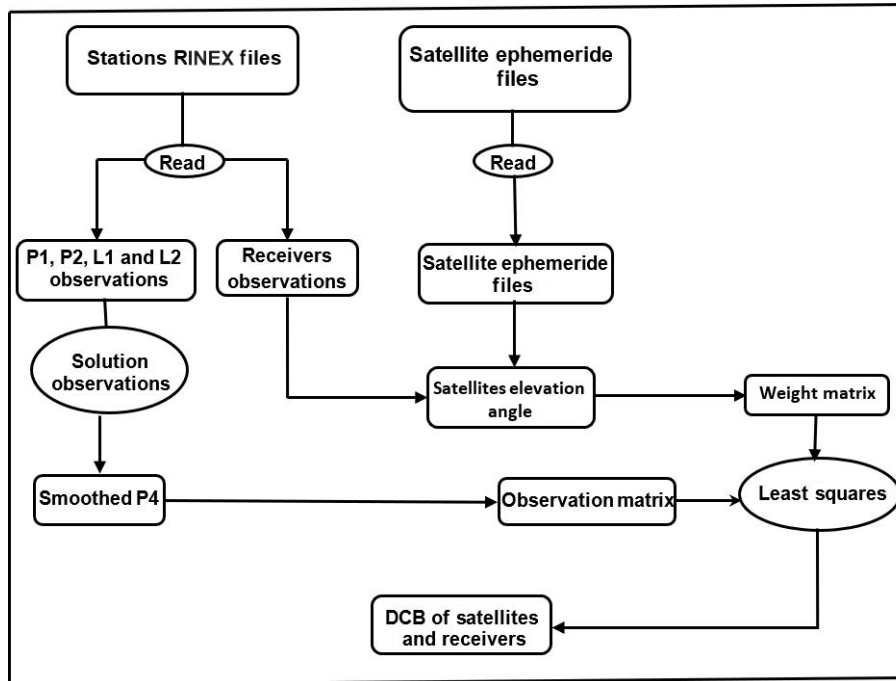 Stations RINEX files
Satellite ephemeride
files
Read
Read
P1, P2, L1 and L2
observations
Receivers
observations
Satellite ephemeride
files
Solution
observations
Satellites elevation
angle
Weight matrix
Smoothed P4
Observation matrix
Least squares
DCB of satellites
and receivers